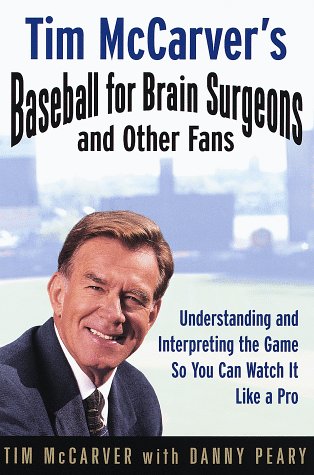 Tim McCarver's
Baseball for Brain Surgeons
and Other Fans
Understanding and
Interpreting the Game
So You Can Watch It
Like a Pro
TIM McCARVER with DANNY PEARY